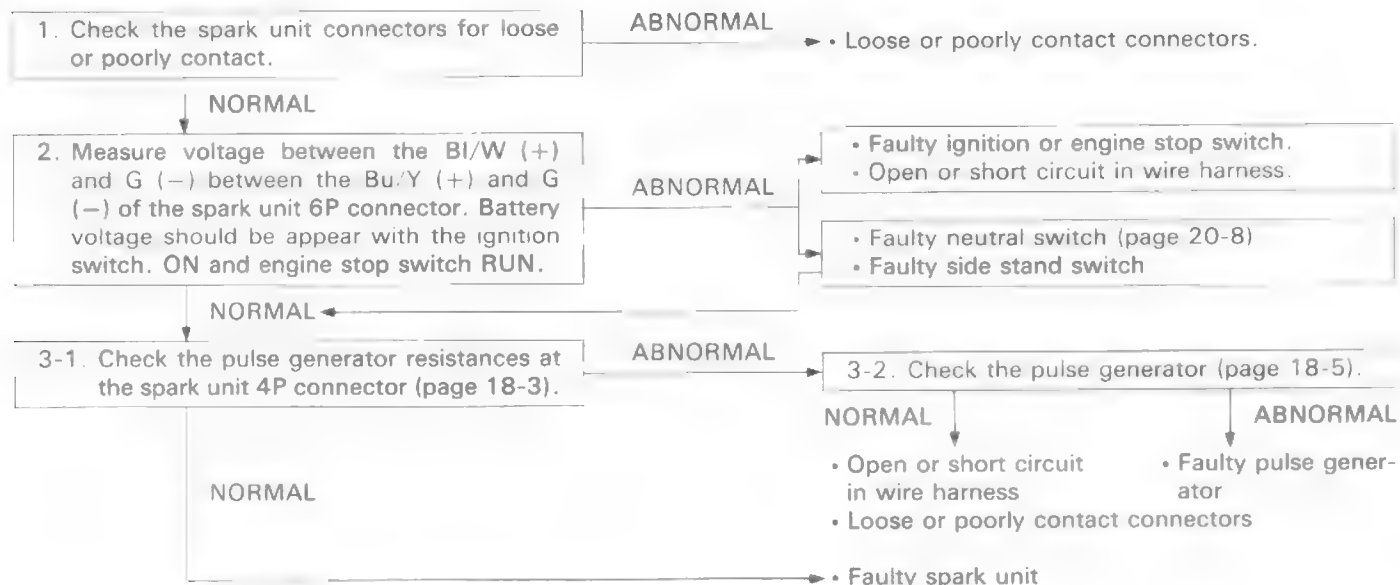 1. Check the spark unit connectors for loose
or poorly contact.
ABNORMAL
• Loose or poorly contact connectors.
NORMAL
2. Measure voltage between the Bl/W (+)
and G (−) between the Bu/Y (+) and G
(−) of the spark unit 6P connector. Battery
voltage should be appear with the ignition
switch. ON and engine stop switch RUN.
ABNORMAL
• Faulty ignition or engine stop switch.
• Open or short circuit in wire harness.
• Faulty neutral switch (page 20-8)
• Faulty side stand switch
NORMAL
3-1. Check the pulse generator resistances at
the spark unit 4P connector (page 18-3).
ABNORMAL
3-2. Check the pulse generator (page 18-5).
NORMAL
• Open or short circuit
in wire harness
• Loose or poorly contact connectors
ABNORMAL
• Faulty pulse gener-
ator
NORMAL
• Faulty spark unit